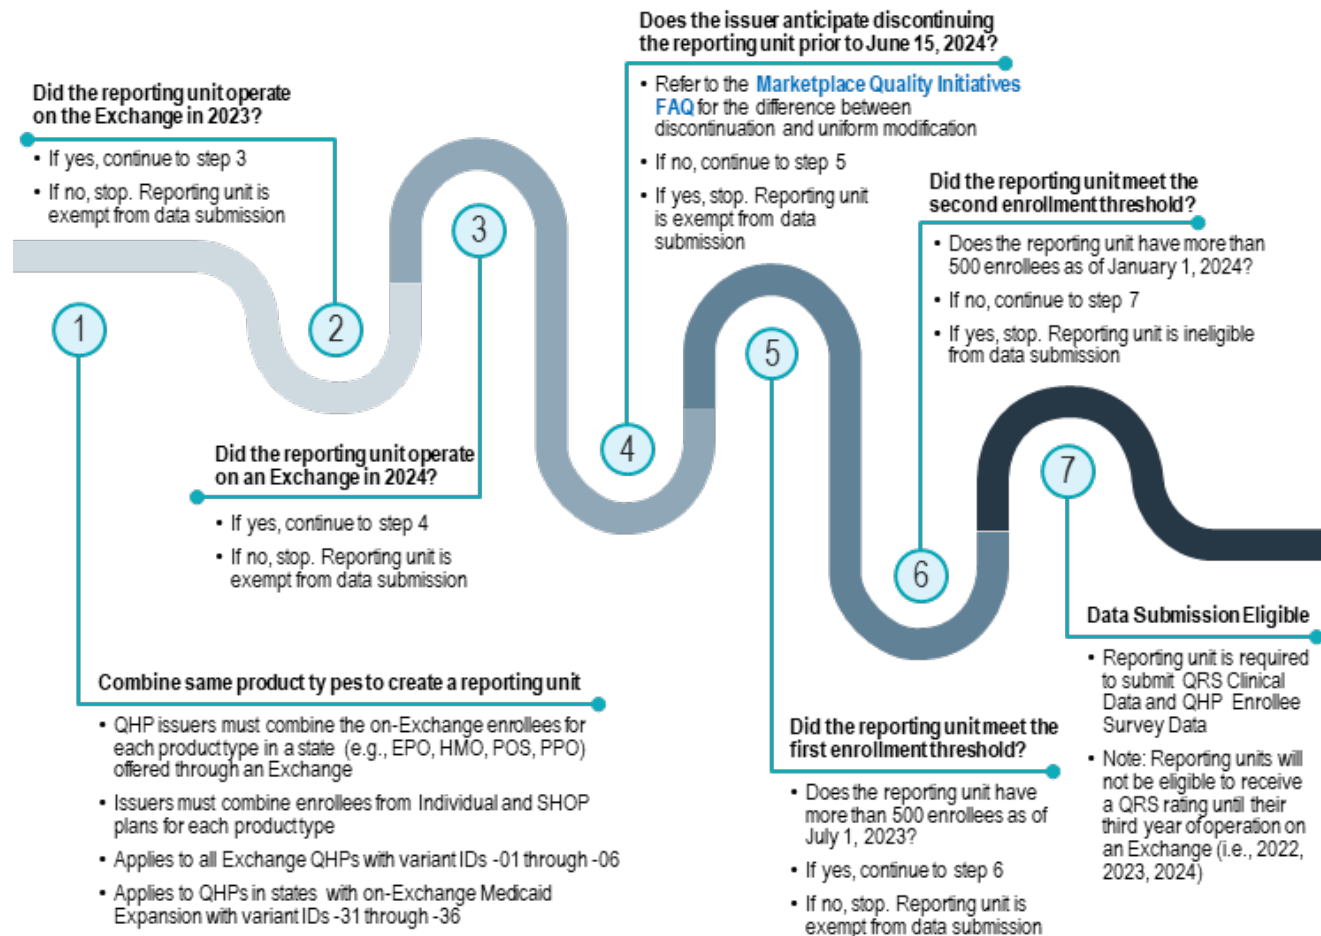 1
Combine same product ty pes to create a reporting unit
• QHP issuers must combine the on-Exchange enrollees for
each product type in a state (e.g., EPO, HMO, POS, PPO)
offered through an Exchange
• Issuers must combine enrollees from Individual and SHOP
plans for each product type
• Applies to all Exchange QHPs with variant IDs -01 through -06
• Applies to QHPs in states with on-Exchange Medicaid
Expansion with variant IDs -31 through -36
2
Did the reporting unit operate
on the Exchange in 2023?
• If yes, continue to step 3
• If no, stop. Reporting unit is
exempt from data submission
3
Did the reporting unit operate
on an Exchange in 2024?
• If yes, continue to step 4
• If no, stop. Reporting unit is
exempt from data submission
4
Does the issuer anticipate discontinuing
the reporting unit prior to June 15, 2024?
• Refer to the Marketplace Quality Initiatives
FAQ for the difference between
discontinuation and uniform modification
• If no, continue to step 5
• If yes, stop. Reporting unit
is exempt from data
submission
5
Did the reporting unit meet the
first enrollment threshold?
• Does the reporting unit have
more than 500 enrollees as of
July 1, 2023?
• If yes, continue to step 6
• If no, stop. Reporting unit is
exempt from data submission
6
Did the reporting unit meet the
second enrollment threshold?
• Does the reporting unit have more than
500 enrollees as of January 1, 2024?
• If no, continue to step 7
• If yes, stop. Reporting unit is ineligible
from data submission
7
Data Submission Eligible
• Reporting unit is required
to submit QRS Clinical
Data and QHP Enrollee
Survey Data
• Note: Reporting units will
not be eligible to receive
a QRS rating until their
third year of operation on
an Exchange (i.e., 2022,
2023, 2024)